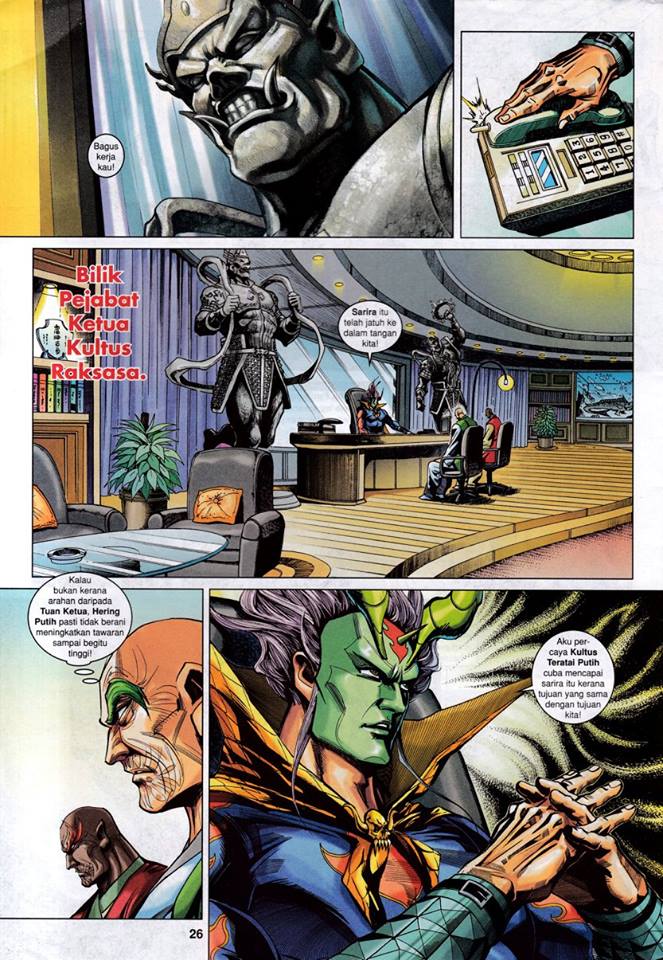 Bagus
kerja
kau!
Bilik
Pejabat
Ketua
Kultus
Raksasa.
Sarira itu
telah jatuh ke
dalam tangan
kita!
Kalau
bukan kerana
arahan daripada
Tuan Ketua, Hering
Putih pasti tidak berani
meningkatkan tawaran
sampai begitu
tinggi!
Aku per-
caya Kultus
Teratai Putih
cuba mencapai
sarira itu kerana
tujuan yang sama
dengan tujuan
kita!
26